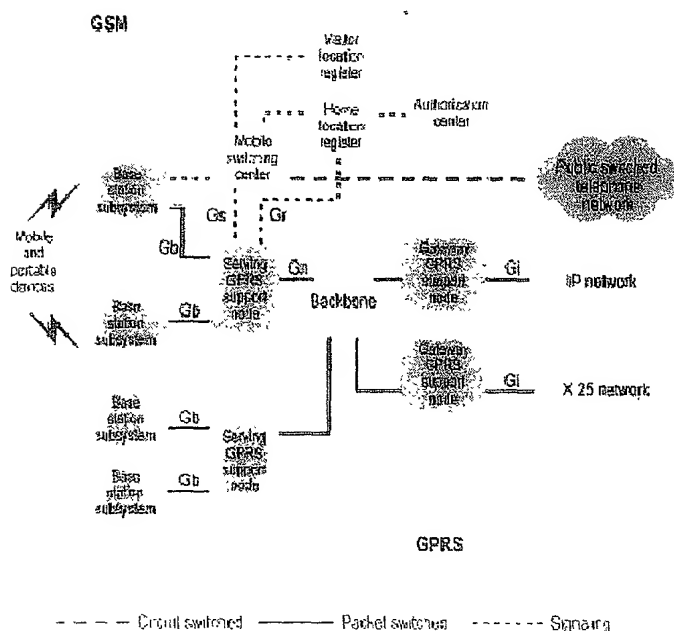 GSM
Visitor
location
register
Home
location
register
Authorization
center
Mobile
switching
center
Base
station
subsystem
Public switched
telephone
network
Gs
Gr
Gb
Mobile
and
portable
devices
Serving
GPRS
support
node
Gn
Backbone
Gateway
GPRS
support
node
Gi
IP network
Base
station
subsystem
Gb
Gateway
GPRS
support
node
Gi
X 25 network
Base
station
subsystem
Gb
Serving
GPRS
support
node
Base
station
subsystem
Gb
GPRS
Circuit switched
Packet switched
Signaling